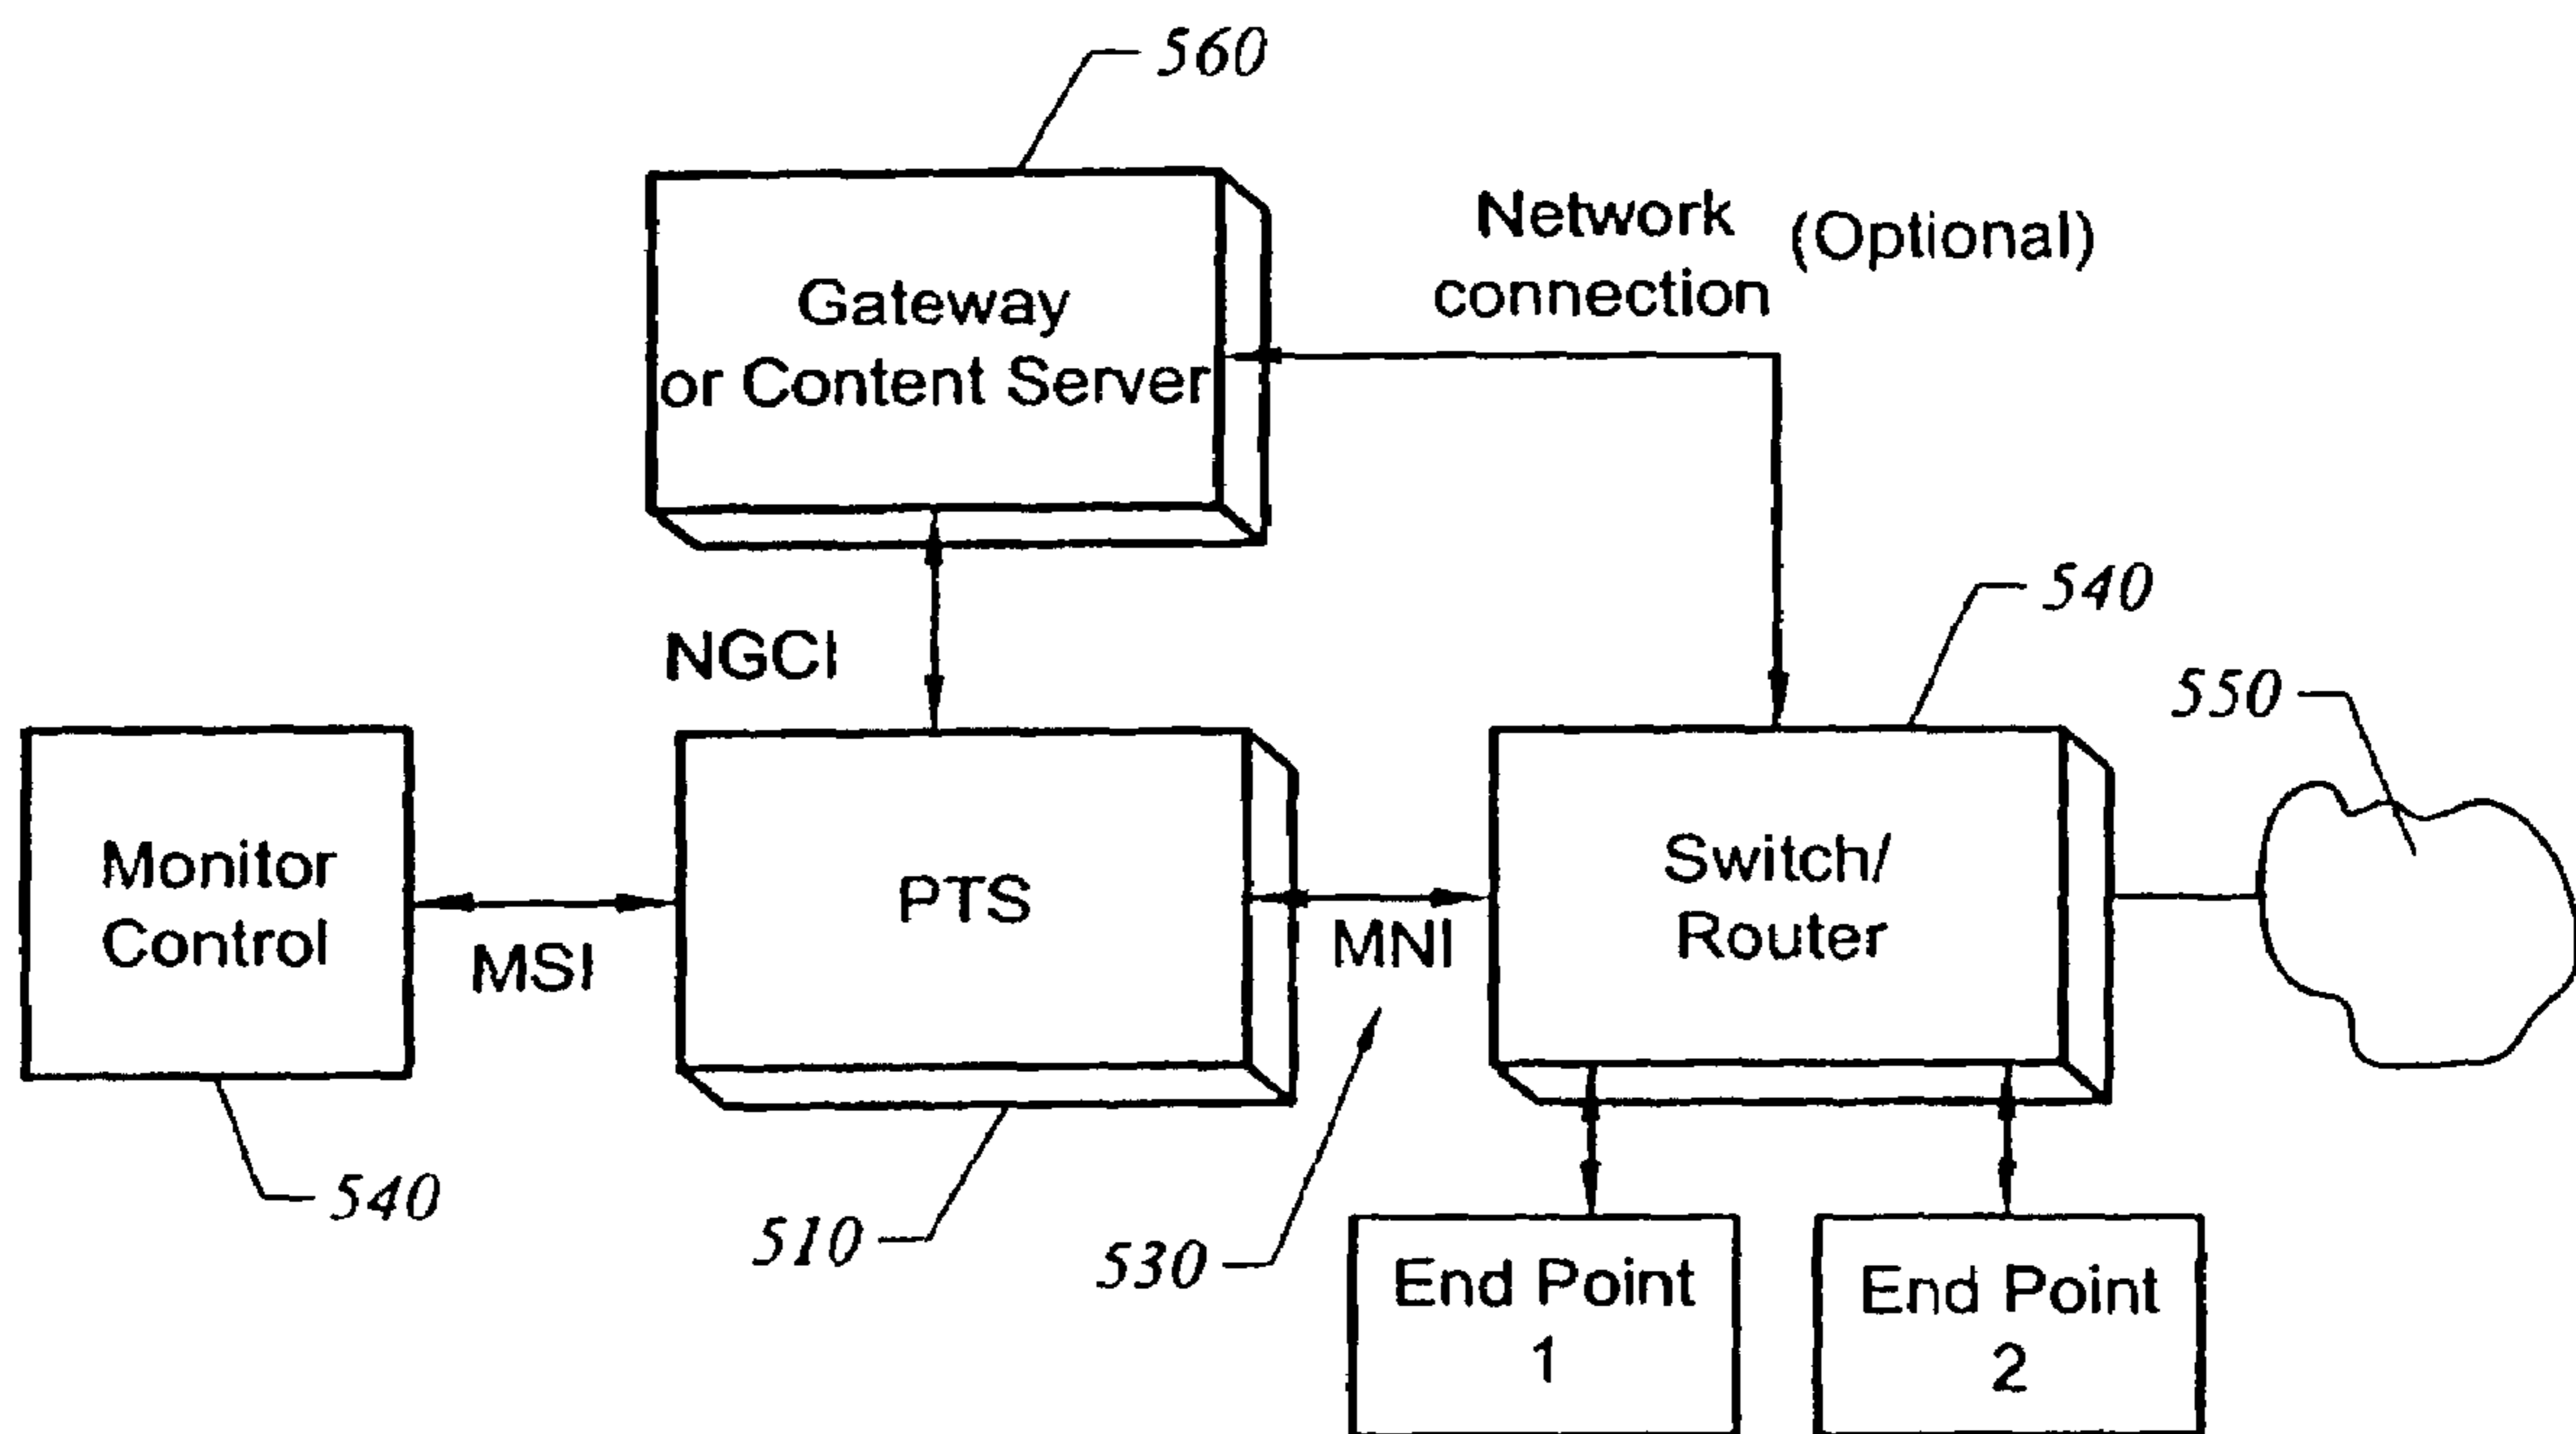 560
Gateway
or Content Server
Network
connection
(Optional)
NGCI
540
550
Monitor
Control
MSI
PTS
MNI
Switch/
Router
540
510
530
End Point
1
End Point
2